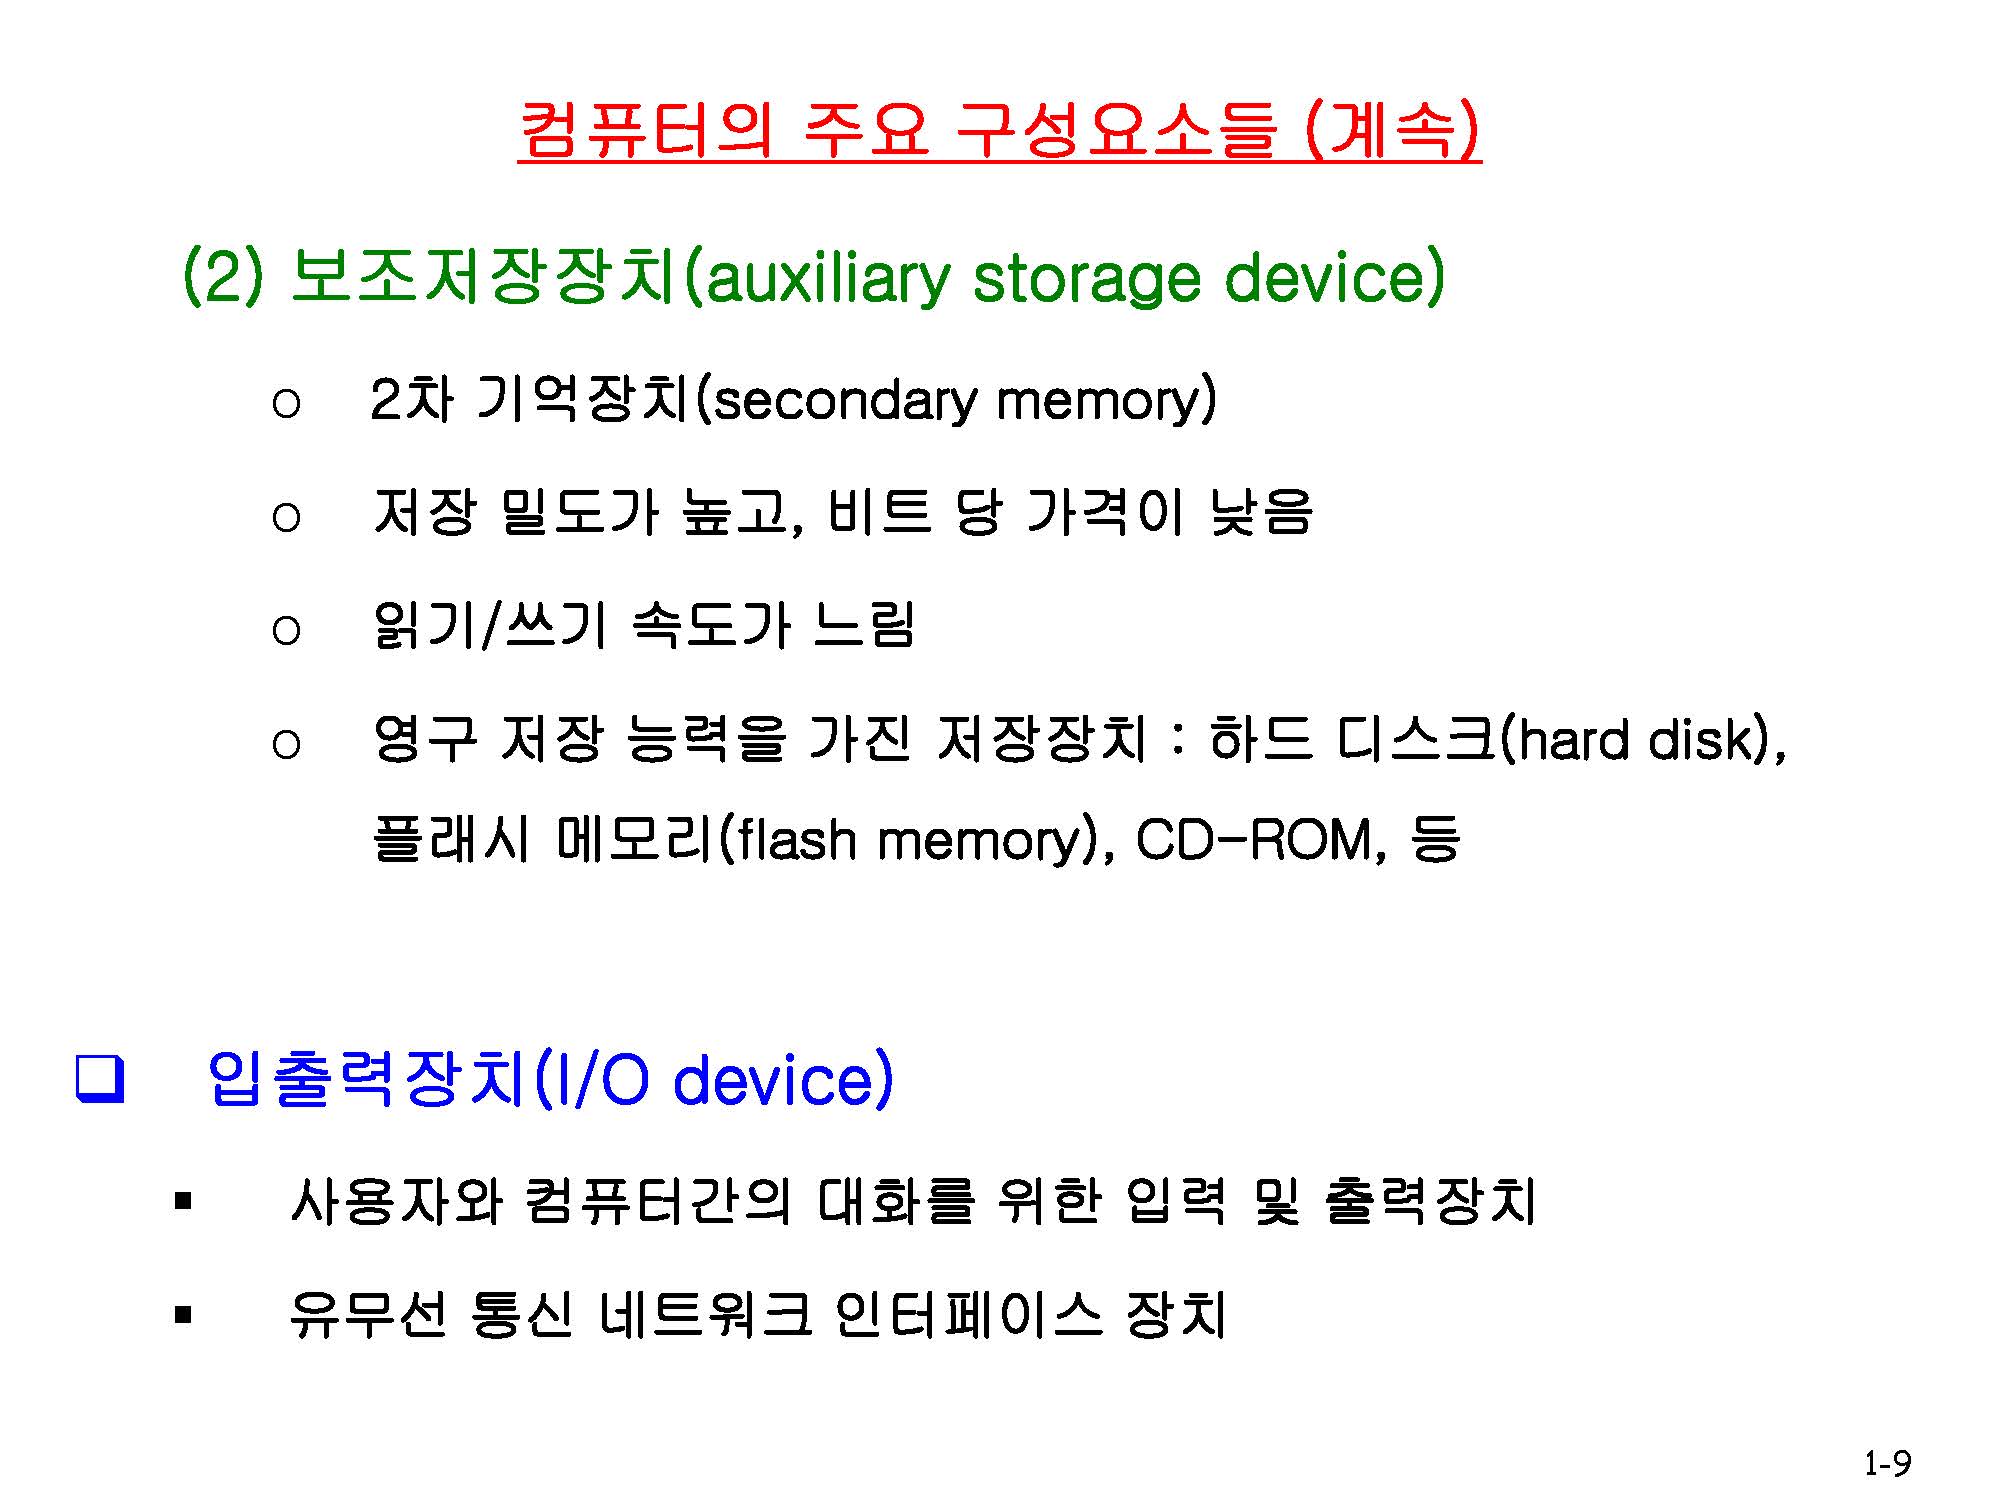 컴퓨터의 주요 구성요소들 (계속)
(2) 보조저장장치(auxiliary storage device)
o 2차 기억장치(secondary memory)
o 저장 밀도가 높고, 비트 당 가격이 낮음
o 읽기/쓰기 속도가 느림
o 영구 저장 능력을 가진 저장장치 : 하드 디스크(hard disk),
플래시 메모리(flash memory), CD-ROM, 등
❑ 입출력장치(I/O device)
▪ 사용자와 컴퓨터간의 대화를 위한 입력 및 출력장치
▪ 유무선 통신 네트워크 인터페이스 장치
1-9